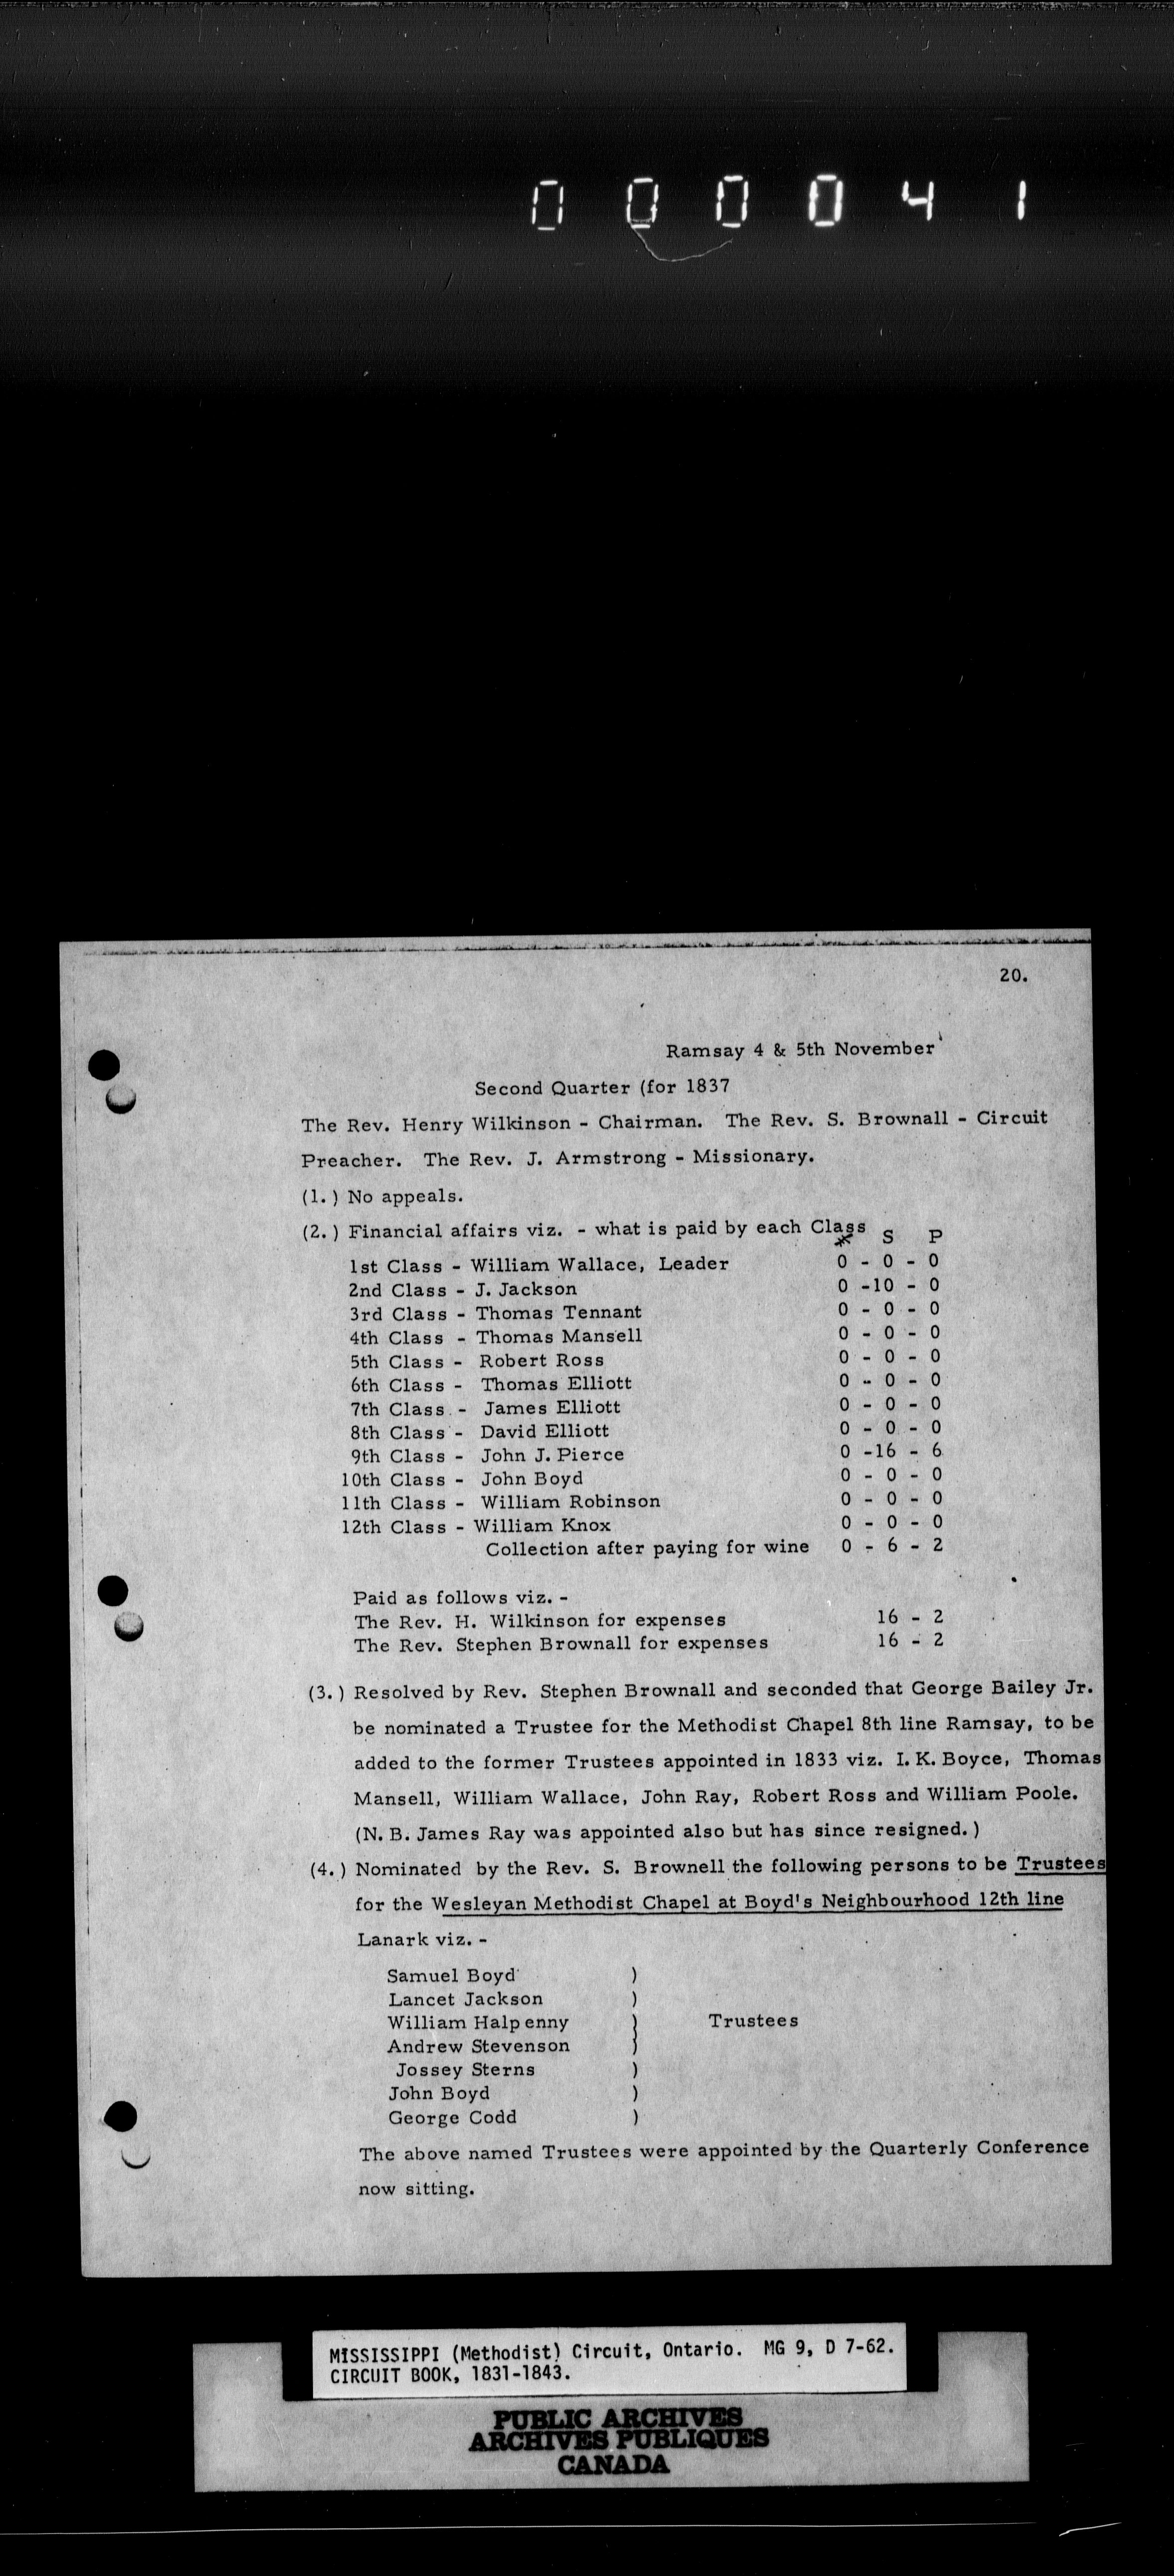 0 0 0 0 4 1
20.
Ramsay 4 & 5th November
Second Quarter (for 1837
The Rev. Henry Wilkinson - Chairman. The Rev. S. Brownall - Circuit
Preacher. The Rev. J. Armstrong - Missionary.
(1.) No appeals.
(2.) Financial affairs viz. - what is paid by each Class
S P
1st Class - William Wallace, Leader 0 - 0 - 0
2nd Class - J. Jackson 0 -10 - 0
3rd Class - Thomas Tennant 0 - 0 - 0
4th Class - Thomas Mansell 0 - 0 - 0
5th Class - Robert Ross 0 - 0 - 0
6th Class - Thomas Elliott 0 - 0 - 0
7th Class - James Elliott 0 - 0 - 0
8th Class - David Elliott 0 - 0 - 0
9th Class - John J. Pierce 0 -16 - 6
10th Class - John Boyd 0 - 0 - 0
11th Class - William Robinson 0 - 0 - 0
12th Class - William Knox 0 - 0 - 0
Collection after paying for wine 0 - 6 - 2
Paid as follows viz. -
The Rev. H. Wilkinson for expenses 16 - 2
The Rev. Stephen Brownall for expenses 16 - 2
(3.) Resolved by Rev. Stephen Brownall and seconded that George Bailey Jr.
be nominated a Trustee for the Methodist Chapel 8th line Ramsay, to be
added to the former Trustees appointed in 1833 viz. I. K. Boyce, Thomas
Mansell, William Wallace, John Ray, Robert Ross and William Poole.
(N. B. James Ray was appointed also but has since resigned.)
(4.) Nominated by the Rev. S. Brownell the following persons to be Trustees
for the Wesleyan Methodist Chapel at Boyd's Neighbourhood 12th line
Lanark viz. -
Samuel Boyd )
Lancet Jackson )
William Halpenny ) Trustees
Andrew Stevenson )
Jossey Sterns )
John Boyd )
George Codd )
The above named Trustees were appointed by the Quarterly Conference
now sitting.
MISSISSIPPI (Methodist) Circuit, Ontario. MG 9, D 7-62.
CIRCUIT BOOK, 1831-1843.
PUBLIC ARCHIVES
ARCHIVES PUBLIQUES
CANADA